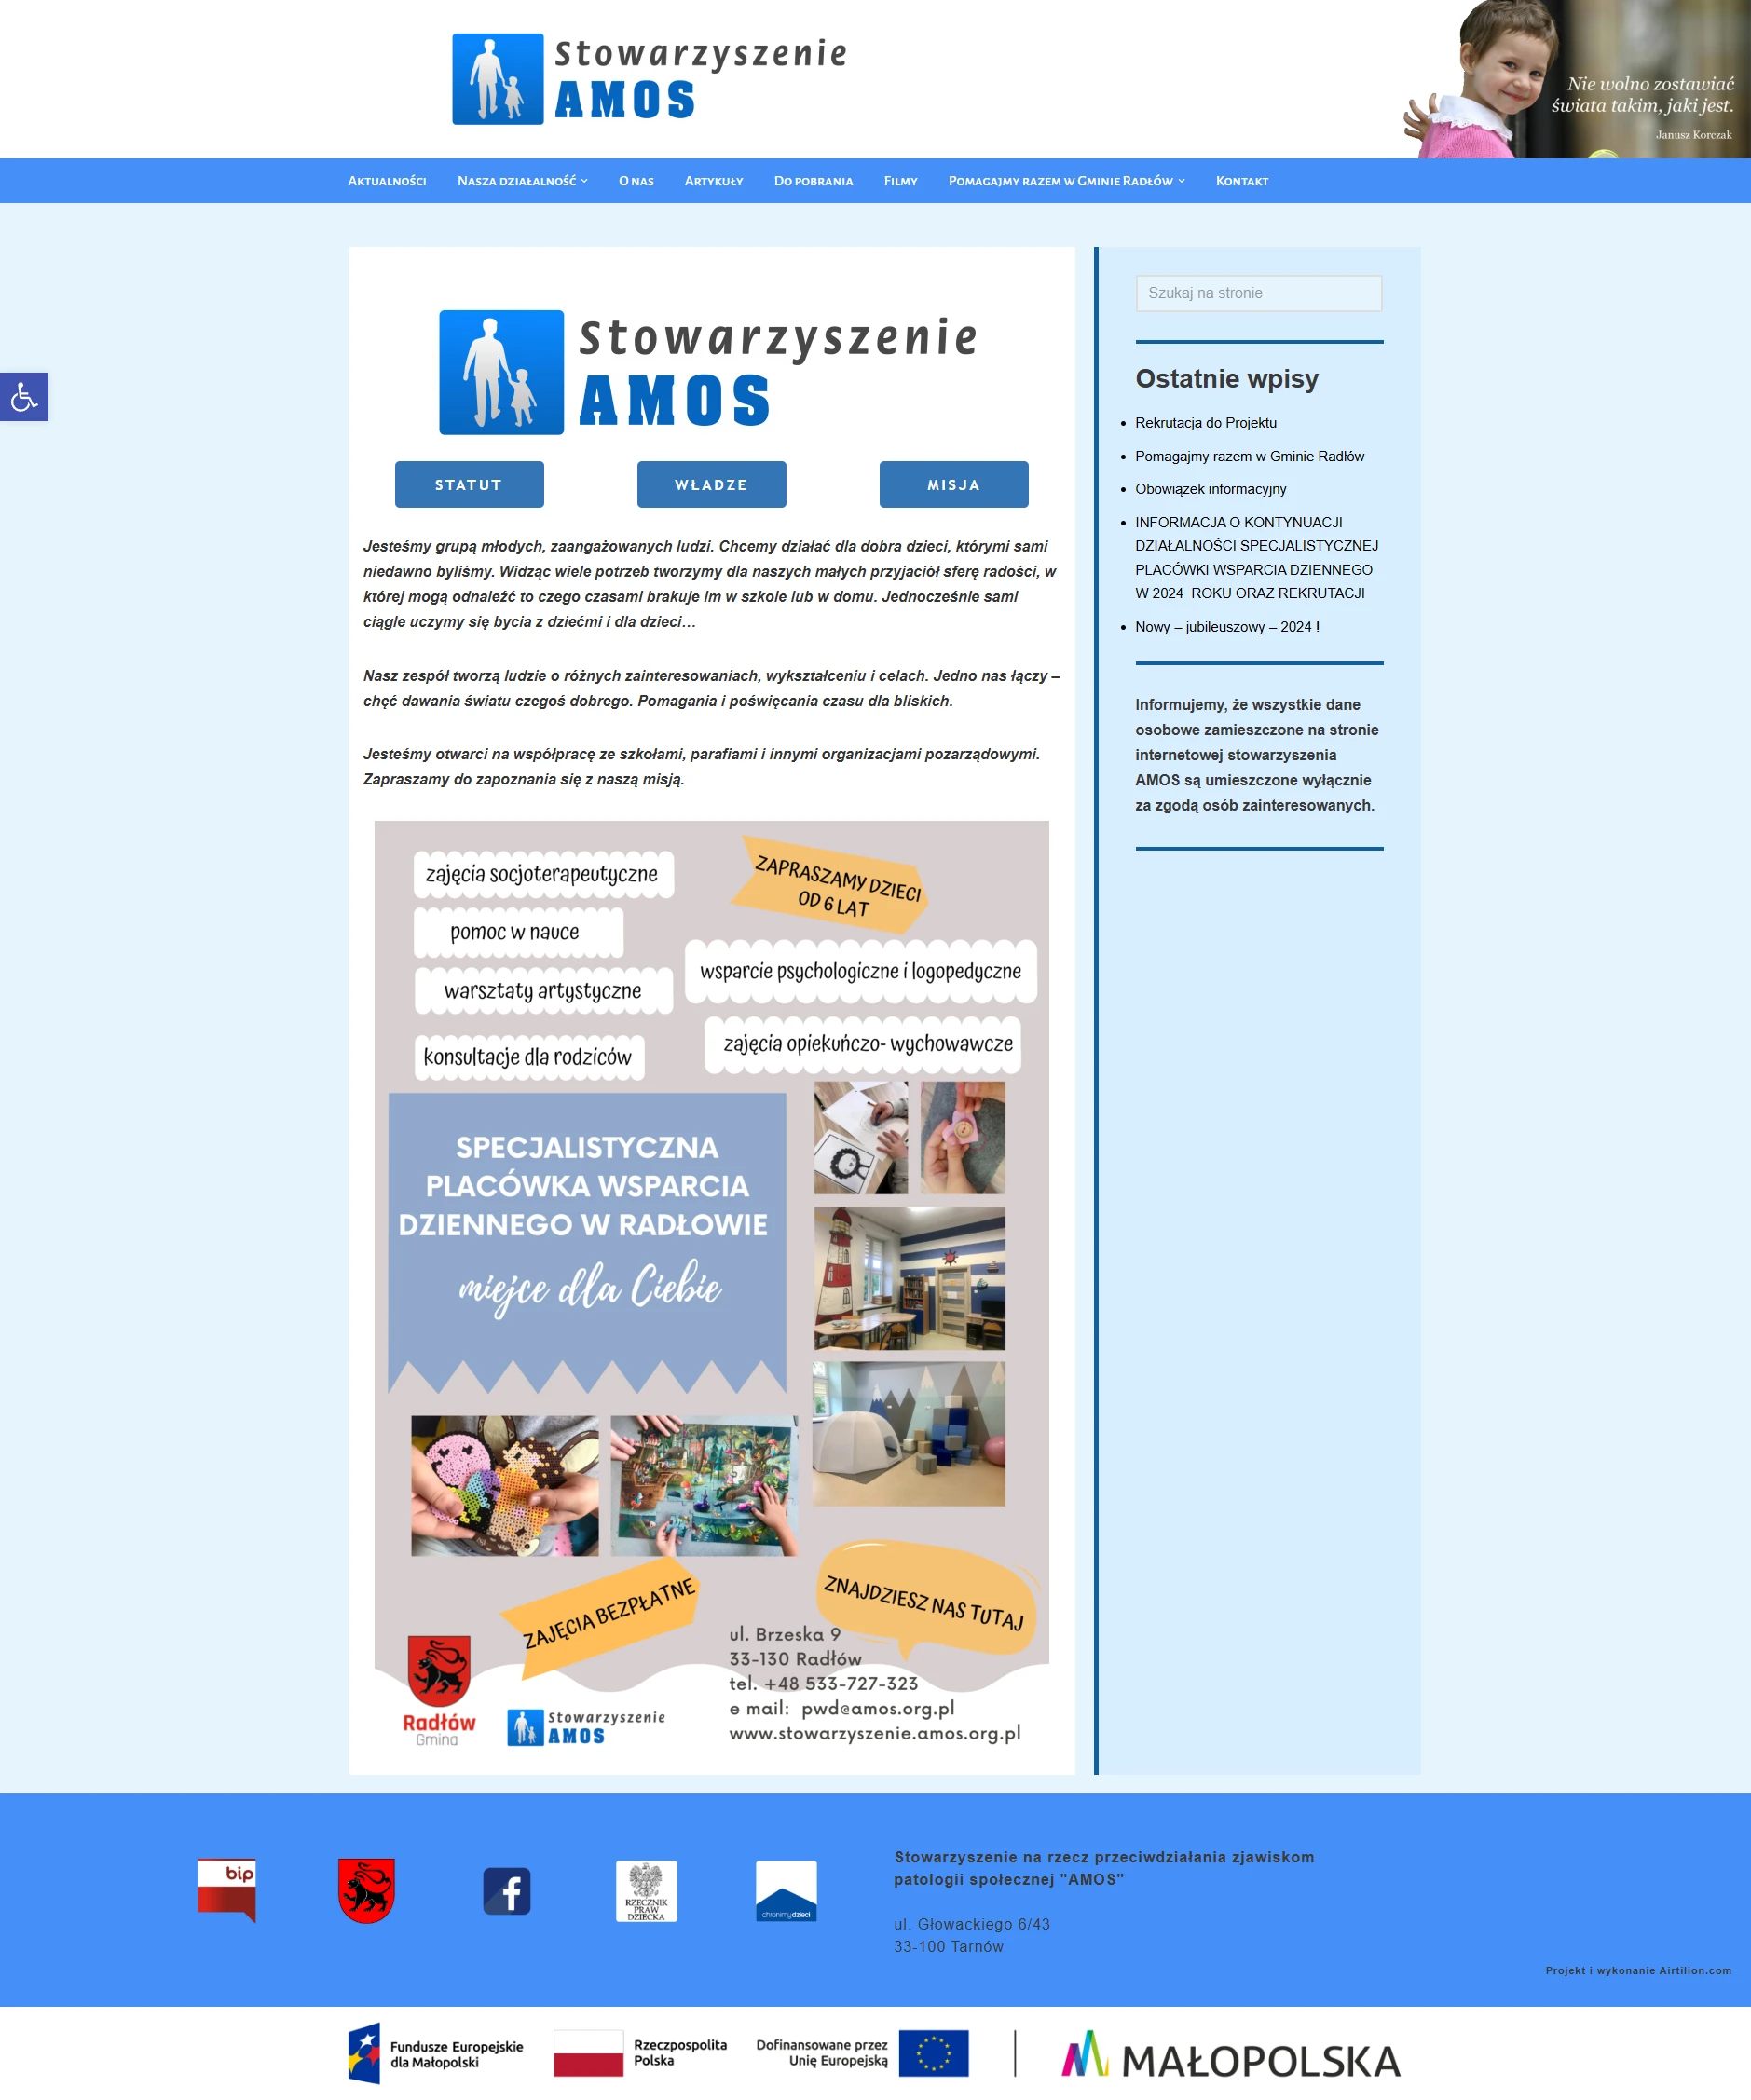 Stowarzyszenie
AMOS
Nie wolno zostawiać
świata takim, jaki jest.
Janusz Korczak
Aktualności Nasza działalność O nas Artykuły Do pobrania Filmy Pomagajmy razem w Gminie Radłów Kontakt
Stowarzyszenie
AMOS
STATUT WŁADZE MISJA
Jesteśmy grupą młodych, zaangażowanych ludzi. Chcemy działać dla dobra dzieci, którymi sami
niedawno byliśmy. Widząc wiele potrzeb tworzymy dla naszych małych przyjaciół sferę radości, w
której mogą odnaleźć to czego czasami brakuje im w szkole lub w domu. Jednocześnie sami
ciągle uczymy się bycia z dziećmi i dla dzieci…
Nasz zespół tworzą ludzie o różnych zainteresowaniach, wykształceniu i celach. Jedno nas łączy –
chęć dawania światu czegoś dobrego. Pomagania i poświęcania czasu dla bliskich.
Jesteśmy otwarci na współpracę ze szkołami, parafiami i innymi organizacjami pozarządowymi.
Zapraszamy do zapoznania się z naszą misją.
zajęcia socjoterapeutyczne
pomoc w nauce
warsztaty artystyczne
konsultacje dla rodziców
ZAPRASZAMY DZIECI
OD 6 LAT
wsparcie psychologiczne i logopedyczne
zajęcia opiekuńczo- wychowawcze
SPECJALISTYCZNA
PLACÓWKA WSPARCIA
DZIENNEGO W RADŁOWIE
miejce dla Ciebie
ZAJĘCIA BEZPŁATNE
ZNAJDZIESZ NAS TUTAJ
ul. Brzeska 9
33-130 Radłów
tel. +48 533-727-323
e mail: pwd@amos.org.pl
www.stowarzyszenie.amos.org.pl
Radłów
Gmina
Stowarzyszenie
AMOS
Szukaj na stronie
Ostatnie wpisy
Rekrutacja do Projektu
Pomagajmy razem w Gminie Radłów
Obowiązek informacyjny
INFORMACJA O KONTYNUACJI
DZIAŁALNOŚCI SPECJALISTYCZNEJ
PLACÓWKI WSPARCIA DZIENNEGO
W 2024 ROKU ORAZ REKRUTACJI
Nowy – jubileuszowy – 2024 !
Informujemy, że wszystkie dane
osobowe zamieszczone na stronie
internetowej stowarzyszenia
AMOS są umieszczone wyłącznie
za zgodą osób zainteresowanych.
bip
RZECZNIK
PRAW
DZIECKA
chronimydzieci
Stowarzyszenie na rzecz przeciwdziałania zjawiskom
patologii społecznej "AMOS"
ul. Głowackiego 6/43
33-100 Tarnów
Projekt i wykonanie Airtilion.com
Fundusze Europejskie
dla Małopolski
Rzeczpospolita
Polska
Dofinansowane przez
Unię Europejską
MAŁOPOLSKA